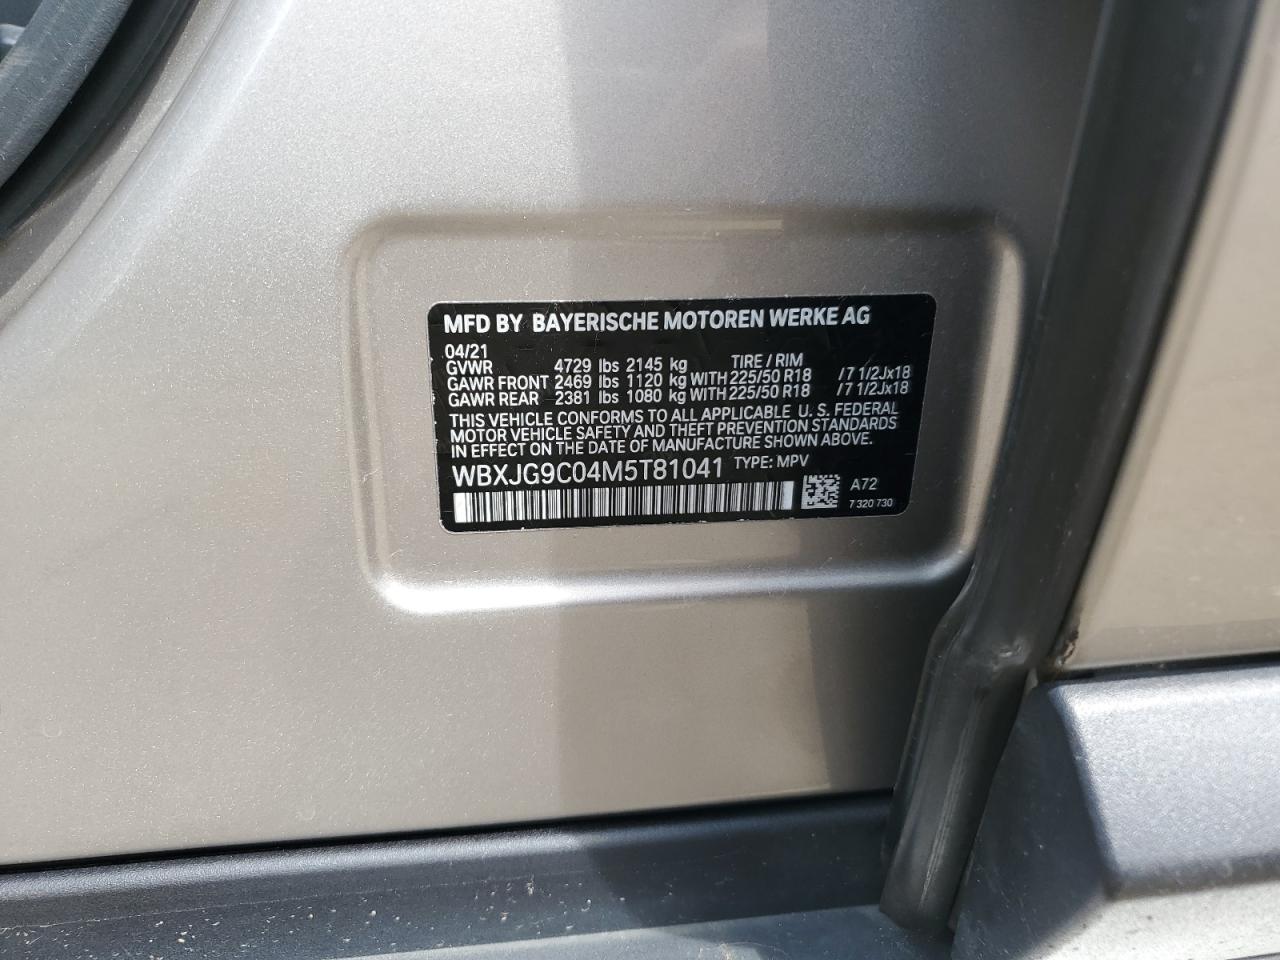 MFD BY BAYERISCHE MOTOREN WERKE AG
04/21
GVWR 4729 lbs 2145 kg TIRE / RIM
GAWR FRONT 2469 lbs 1120 kg WITH 225/50 R18 /7 1/2Jx18
GAWR REAR 2381 lbs 1080 kg WITH 225/50 R18 /7 1/2Jx18
THIS VEHICLE CONFORMS TO ALL APPLICABLE U. S. FEDERAL
MOTOR VEHICLE SAFETY AND THEFT PREVENTION STANDARDS
IN EFFECT ON THE DATE OF MANUFACTURE SHOWN ABOVE.
WBXJG9C04M5T81041 TYPE: MPV
A72
7 320 730